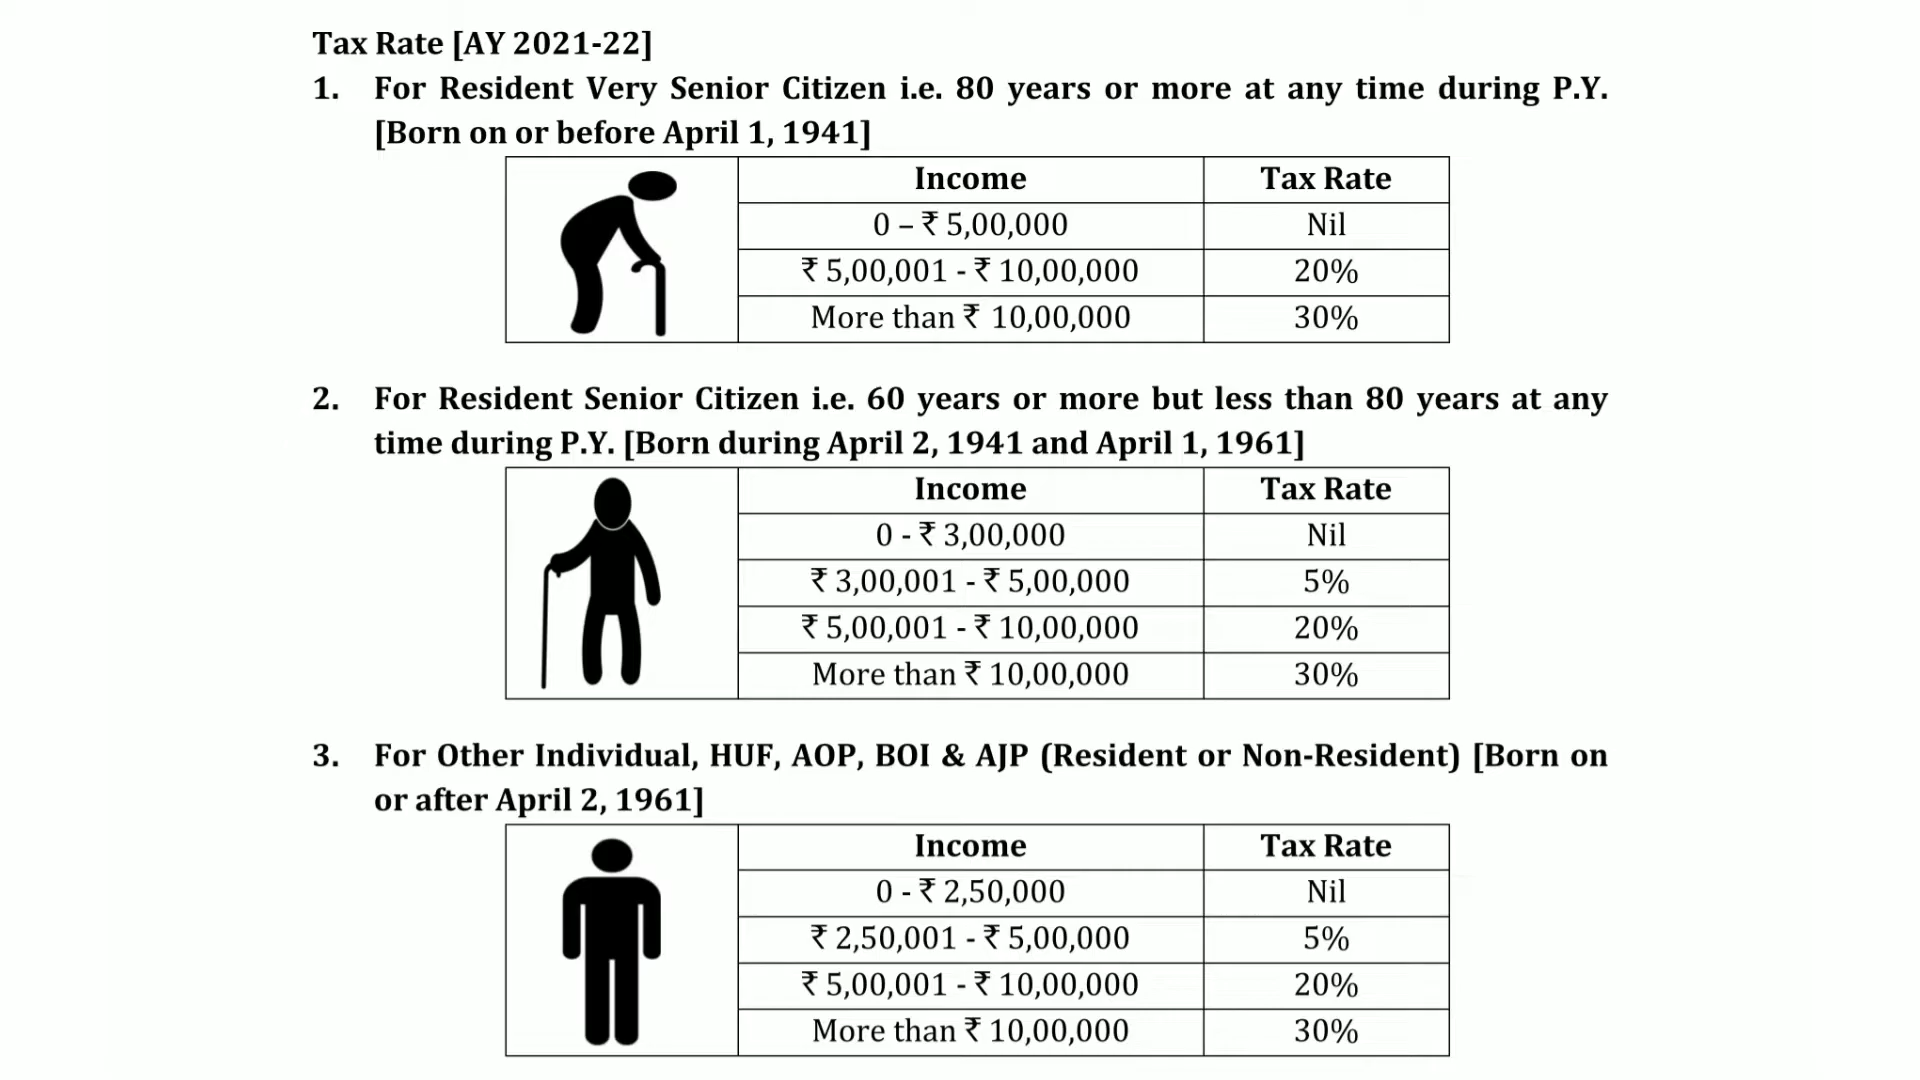 Tax Rate [AY 2021-22]
1. For Resident Very Senior Citizen i.e. 80 years or more at any time during P.Y.
[Born on or before April 1, 1941]
Income Tax Rate
0 – ₹ 5,00,000 Nil
₹ 5,00,001 - ₹ 10,00,000 20%
More than ₹ 10,00,000 30%
2. For Resident Senior Citizen i.e. 60 years or more but less than 80 years at any
time during P.Y. [Born during April 2, 1941 and April 1, 1961]
Income Tax Rate
0 - ₹ 3,00,000 Nil
₹ 3,00,001 - ₹ 5,00,000 5%
₹ 5,00,001 - ₹ 10,00,000 20%
More than ₹ 10,00,000 30%
3. For Other Individual, HUF, AOP, BOI & AJP (Resident or Non-Resident) [Born on
or after April 2, 1961]
Income Tax Rate
0 - ₹ 2,50,000 Nil
₹ 2,50,001 - ₹ 5,00,000 5%
₹ 5,00,001 - ₹ 10,00,000 20%
More than ₹ 10,00,000 30%